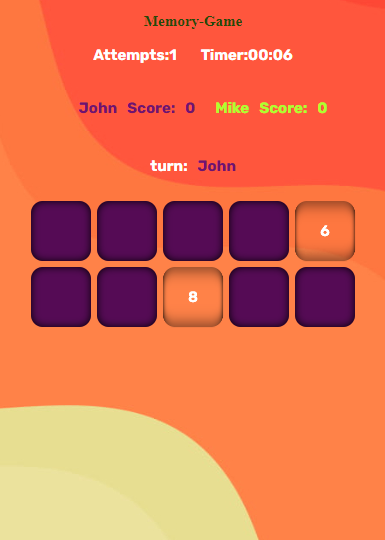 Memory-Game
Attempts:1 Timer:00:06
John Score: 0 Mike Score: 0
turn: John
6
8